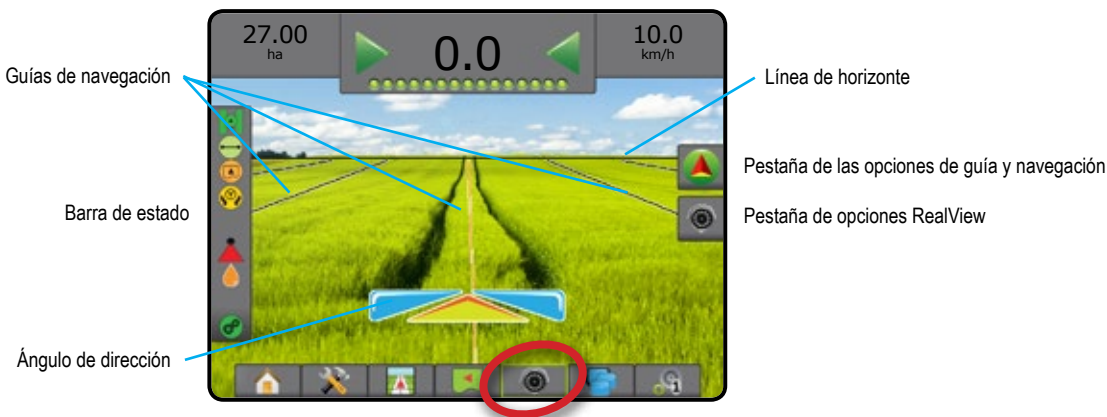 27.00
ha
0.0
10.0
km/h
Guías de navegación
Línea de horizonte
Pestaña de las opciones de guía y navegación
Barra de estado
Pestaña de opciones RealView
Ángulo de dirección